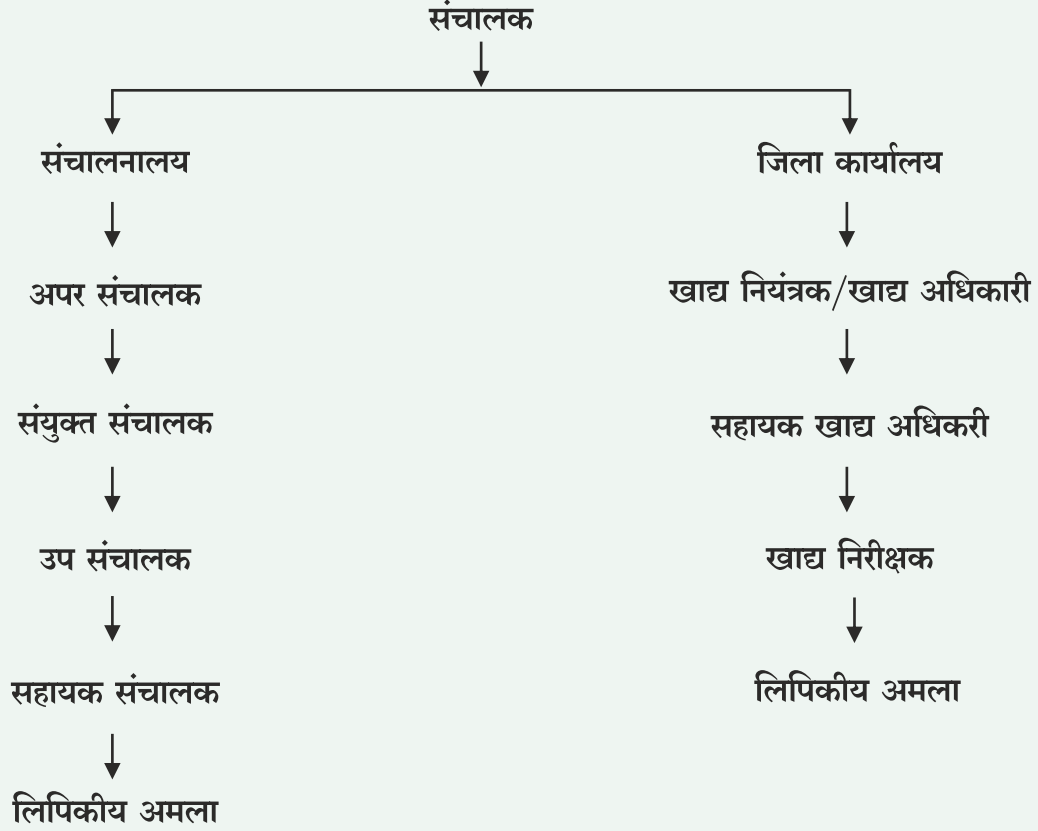 संचालक
संचालनालय
जिला कार्यालय
अपर संचालक
खाद्य नियंत्रक/खाद्य अधिकारी
संयुक्त संचालक
सहायक खाद्य अधिकरी
उप संचालक
खाद्य निरीक्षक
सहायक संचालक
लिपिकीय अमला
लिपिकीय अमला